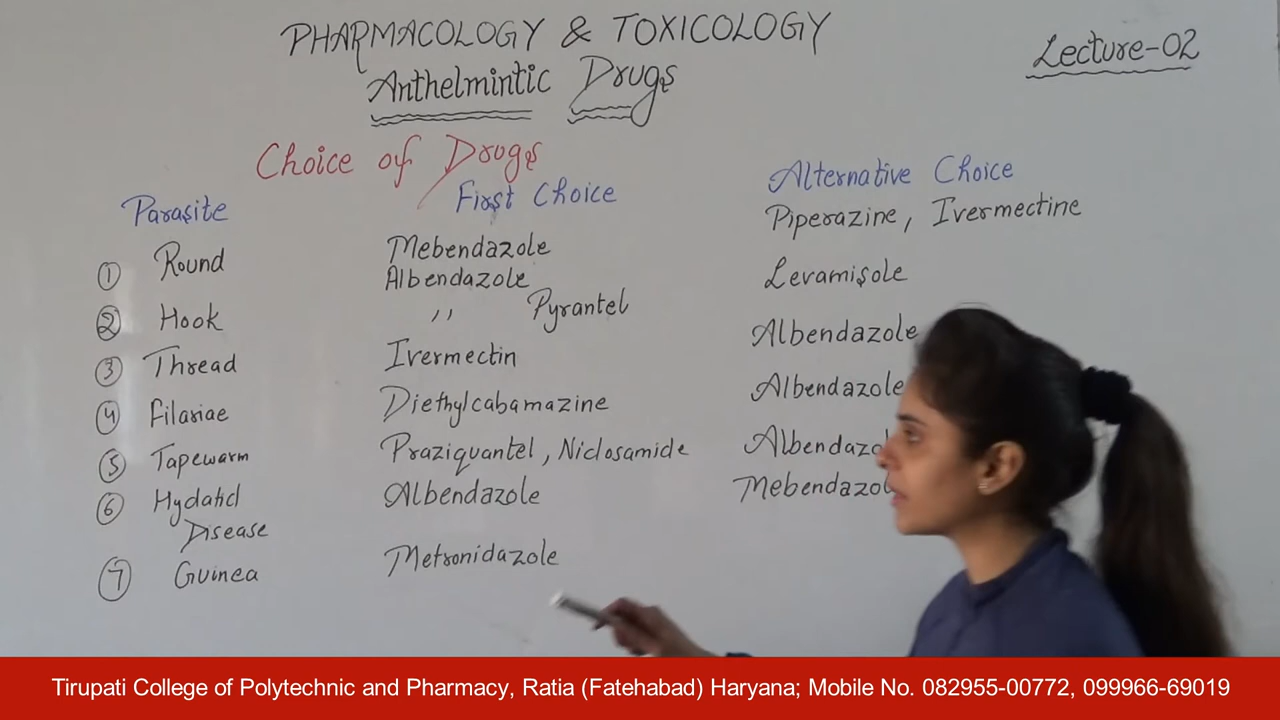 PHARMACOLOGY & TOXICOLOGY
Lecture-02
Anthelmintic Drugs
Choice of Drugs
Parasite First Choice Alternative Choice
① Round Mebendazole Piperazine, Ivermectine
Albendazole Levamisole
② Hook ,, Pyrantel
③ Thread Ivermectin Albendazole
④ Filariae Diethylcabamazine Albendazole
⑤ Tapewarm Praziquantel, Niclosamide Albendazo
⑥ Hydatid Albendazole Mebendazol
Disease
⑦ Guinea Metronidazole
Tirupati College of Polytechnic and Pharmacy, Ratia (Fatehabad) Haryana; Mobile No. 082955-00772, 099966-69019